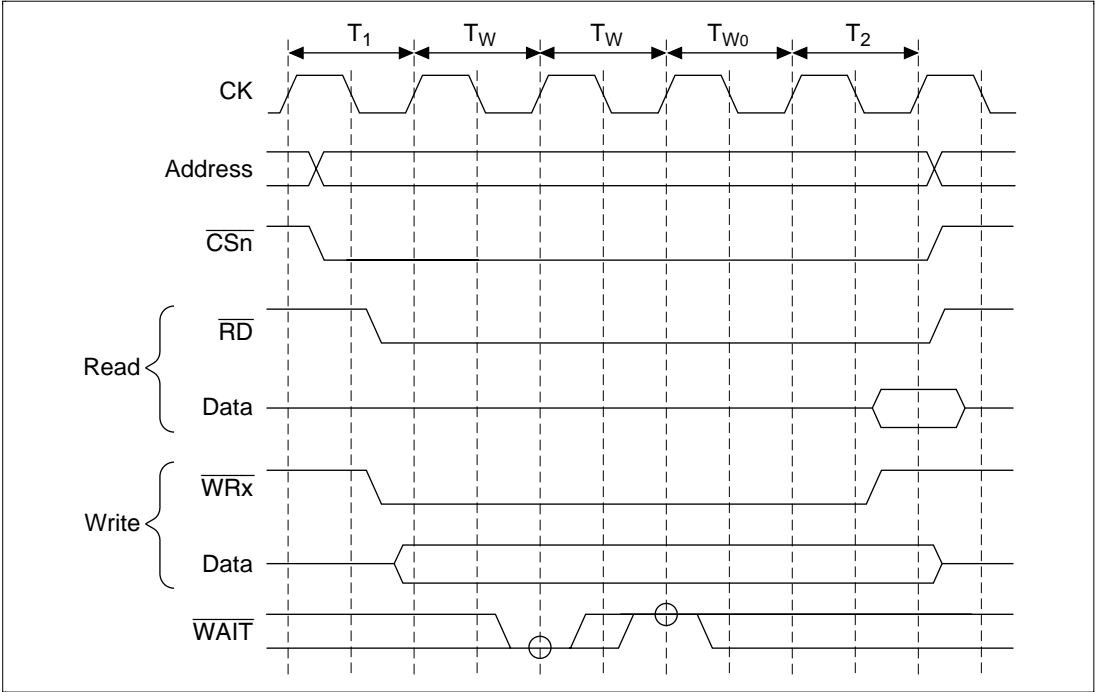 T1 TW TW TW0 T2
CK
Address
CSn
RD
Read
Data
WRx
Write
Data
WAIT